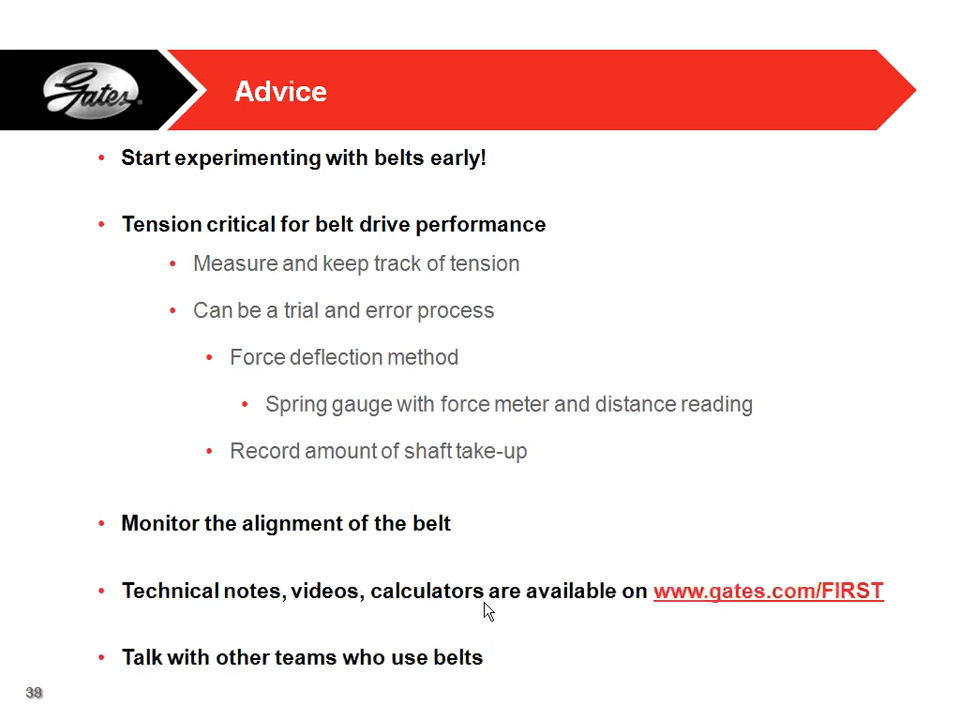 Gates
Advice
• Start experimenting with belts early!
• Tension critical for belt drive performance
• Measure and keep track of tension
• Can be a trial and error process
• Force deflection method
• Spring gauge with force meter and distance reading
• Record amount of shaft take-up
• Monitor the alignment of the belt
• Technical notes, videos, calculators are available on www.gates.com/FIRST
• Talk with other teams who use belts
38